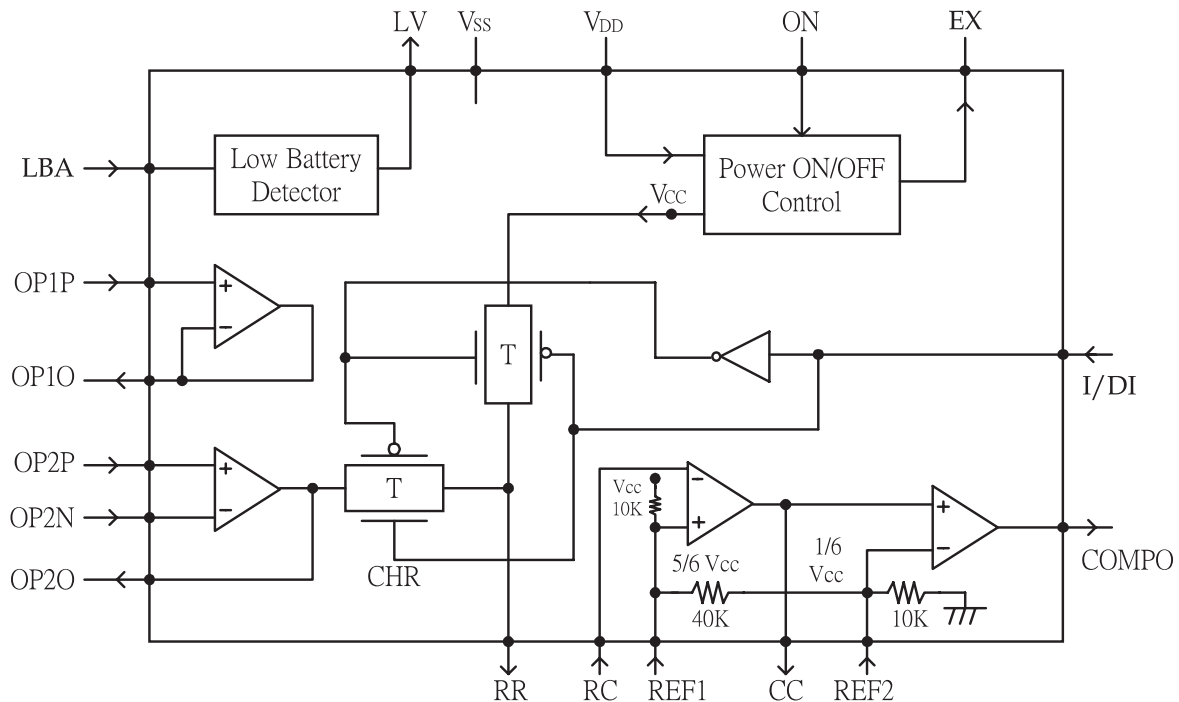 LV
VSS
VDD
ON
EX
LBA
Low Battery
Detector
Power ON/OFF
Control
VCC
OP1P
+
−
OP1O
T
I/DI
OP2P
+
−
OP2N
T
OP2O
CHR
Vcc
10K
−
+
5/6 Vcc
40K
1/6
Vcc
10K
+
−
COMPO
RR
RC
REF1
CC
REF2